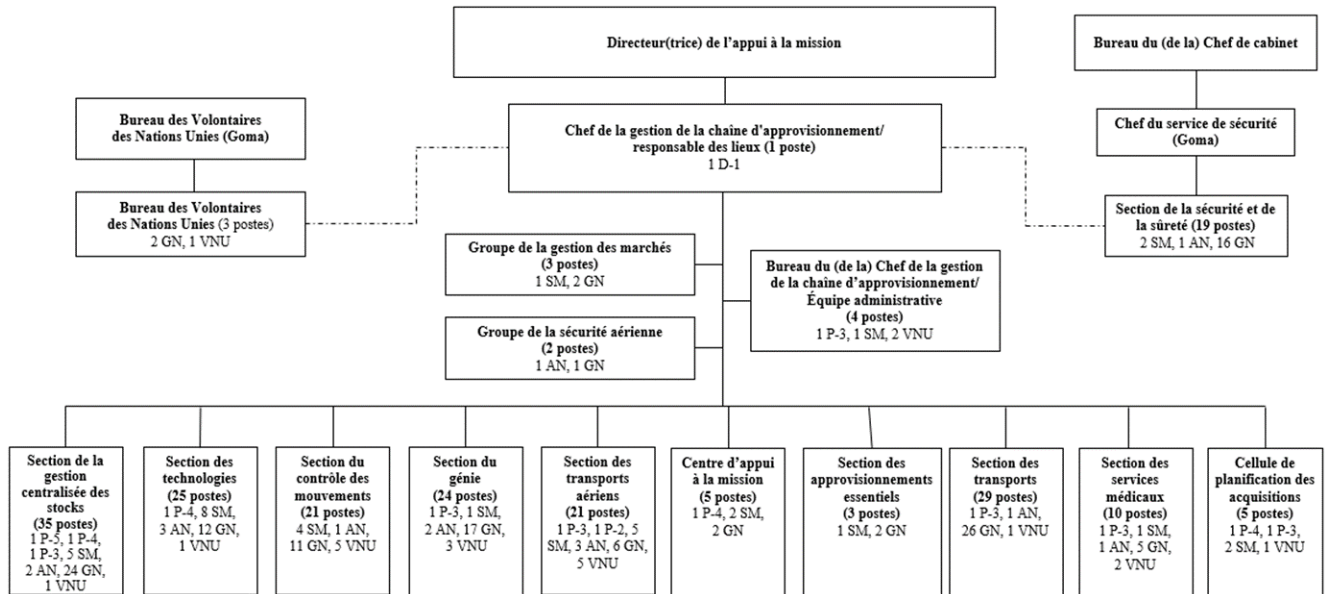 Directeur(trice) de l'appui à la mission
Bureau du (de la) Chef de cabinet
Bureau des Volontaires
des Nations Unies (Goma)
Chef de la gestion de la chaîne d'approvisionnement/
responsable des lieux (1 poste)
1 D-1
Chef du service de sécurité
(Goma)
Bureau des Volontaires
des Nations Unies (3 postes)
2 GN, 1 VNU
Section de la sécurité et de
la sûreté (19 postes)
2 SM, 1 AN, 16 GN
Groupe de la gestion des marchés
(3 postes)
1 SM, 2 GN
Bureau du (de la) Chef de la gestion
de la chaîne d'approvisionnement/
Équipe administrative
(4 postes)
1 P-3, 1 SM, 2 VNU
Groupe de la sécurité aérienne
(2 postes)
1 AN, 1 GN
Section de la
gestion
centralisée des
stocks
(35 postes)
1 P-5, 1 P-4,
1 P-3, 5 SM,
2 AN, 24 GN,
1 VNU
Section des
technologies
(25 postes)
1 P-4, 8 SM,
3 AN, 12 GN,
1 VNU
Section du
contrôle des
mouvements
(21 postes)
4 SM, 1 AN,
11 GN, 5 VNU
Section du
génie
(24 postes)
1 P-3, 1 SM,
2 AN, 17 GN,
3 VNU
Section des
transports
aériens
(21 postes)
1 P-3, 1 P-2, 5
SM, 3 AN, 6 GN,
5 VNU
Centre d'appui
à la mission
(5 postes)
1 P-4, 2 SM,
2 GN
Section des
approvisionnements
essentiels
(3 postes)
1 SM, 2 GN
Section des
transports
(29 postes)
1 P-3, 1 AN,
26 GN, 1 VNU
Section des
services
médicaux
(10 postes)
1 P-3, 1 SM,
1 AN, 5 GN,
2 VNU
Cellule de
planification des
acquisitions
(5 postes)
1 P-4, 1 P-3,
2 SM, 1 VNU